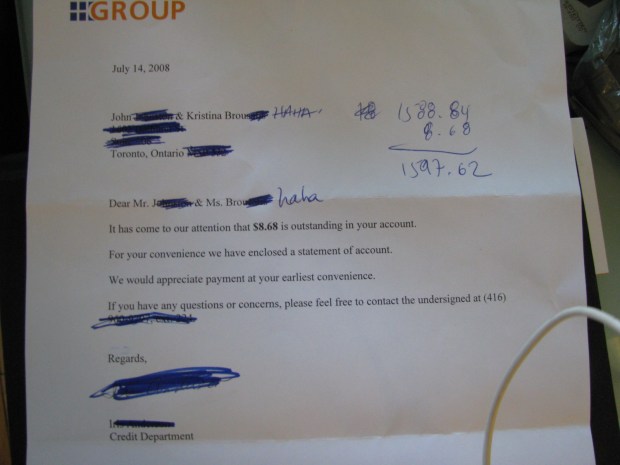 GROUP
July 14, 2008
John & Kristina HAHA
1588.84
8.68
1597.62
Toronto, Ontario
Dear Mr. & Ms. haha
It has come to our attention that $8.68 is outstanding in your account.
For your convenience we have enclosed a statement of account.
We would appreciate payment at your earliest convenience.
If you have any questions or concerns, please feel free to contact the undersigned at (416)
Regards,
Credit Department